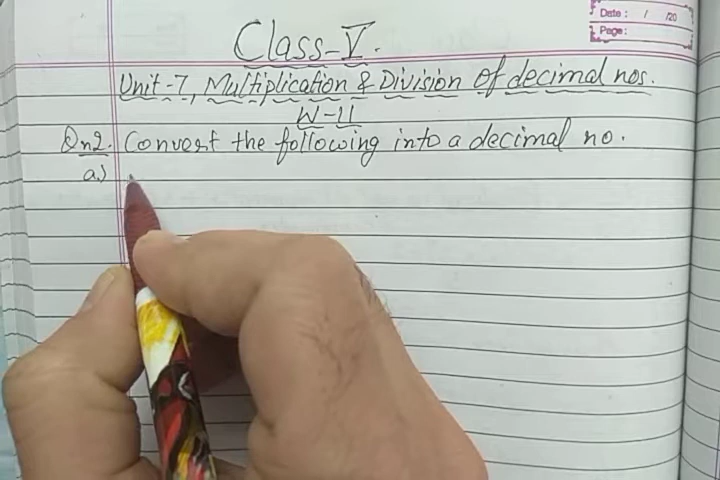 Date : / /20
Page :
Class-V.
Unit-7, Multiplication & Division of decimal nos.
W-11
Qn2. Convert the following into a decimal no.
a)